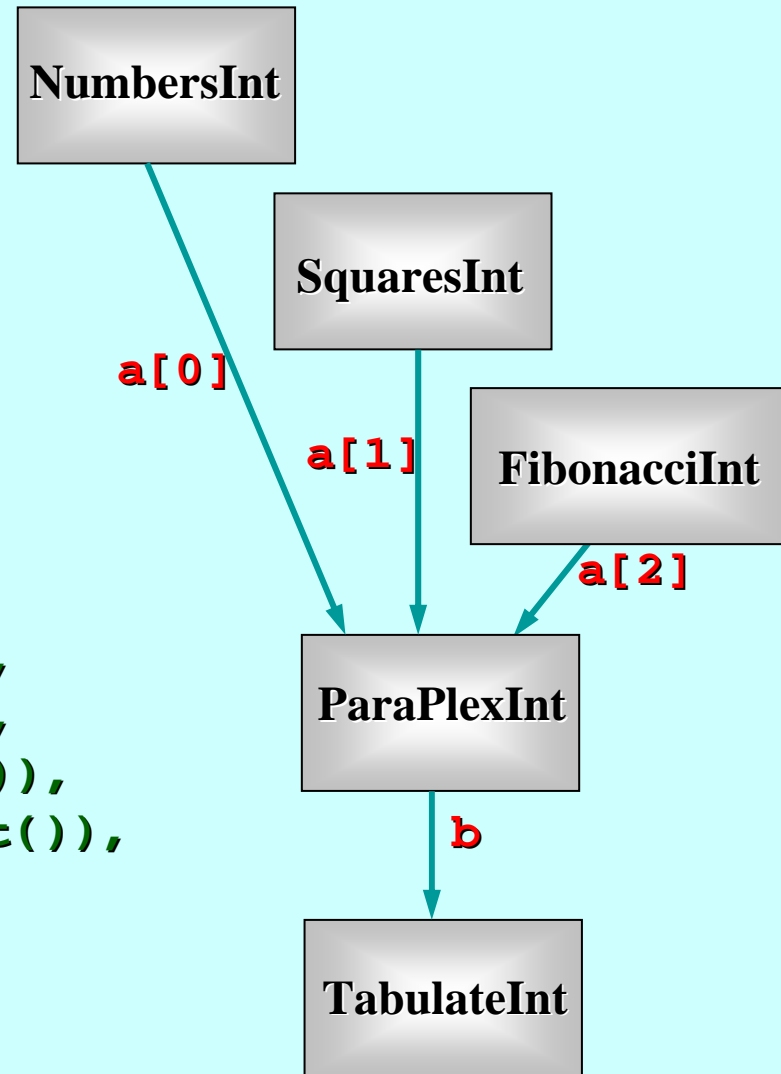 NumbersInt
SquaresInt
a[0]
a[1]
FibonacciInt
a[2]
,
ParaPlexInt
,
)),
t()),
b
TabulateInt